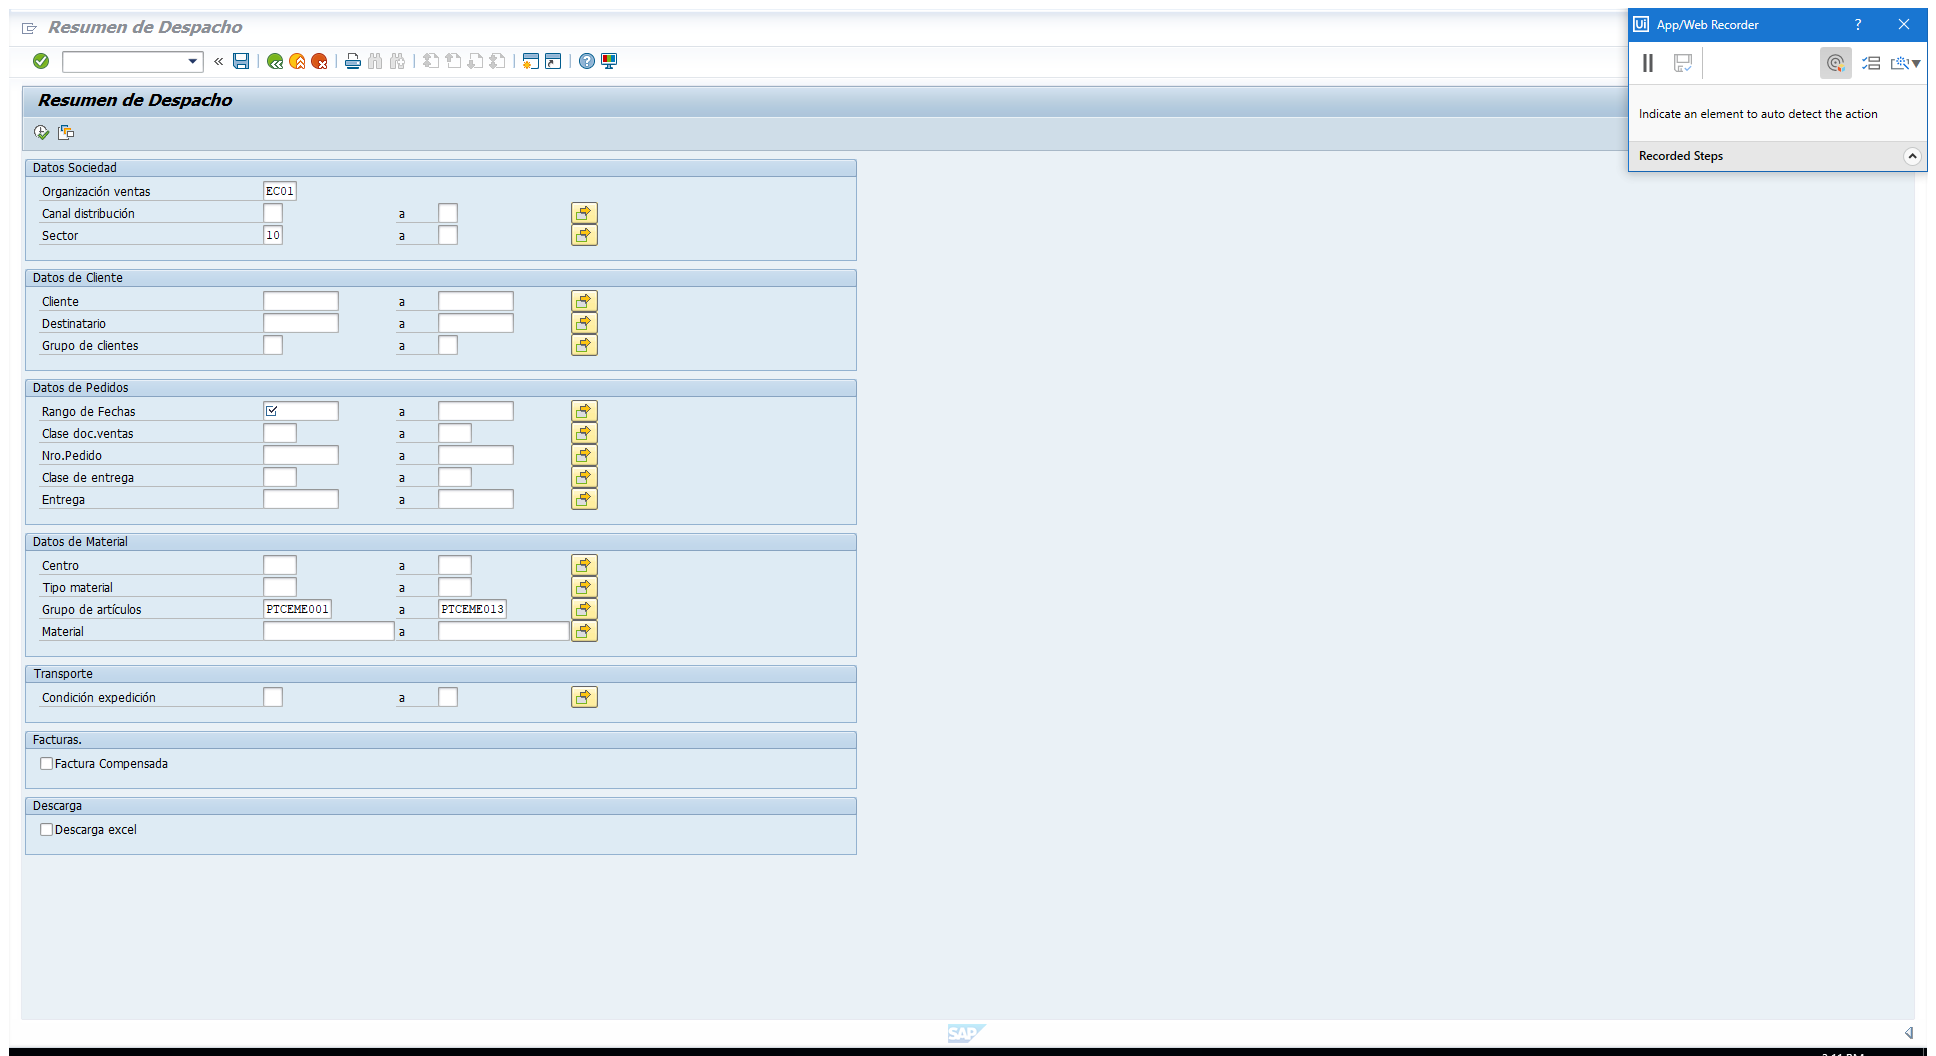 Resumen de Despacho
Ui App/Web Recorder ?
Resumen de Despacho
Indicate an element to auto detect the action
Recorded Steps
Datos Sociedad
Organización ventas EC01
Canal distribución a
Sector 10 a
Datos de Cliente
Cliente a
Destinatario a
Grupo de clientes a
Datos de Pedidos
Rango de Fechas a
Clase doc.ventas a
Nro.Pedido a
Clase de entrega a
Entrega a
Datos de Material
Centro a
Tipo material a
Grupo de artículos PTCEME001 a PTCEME013
Material a
Transporte
Condición expedición a
Facturas.
Factura Compensada
Descarga
Descarga excel
SAP